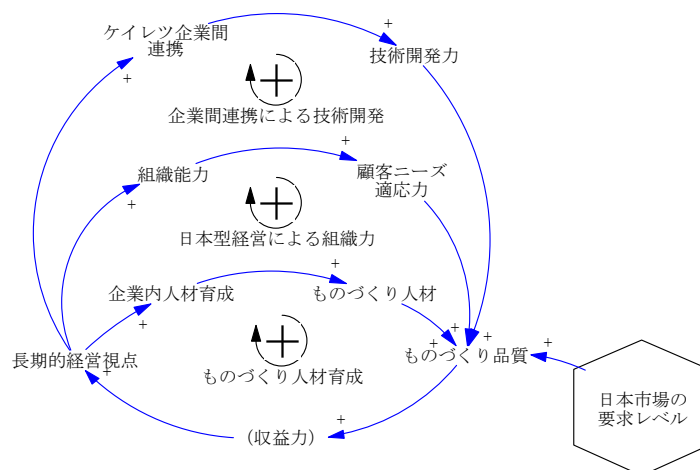 ケイレツ企業間
連携
技術開発力
企業間連携による技術開発
組織能力
顧客ニーズ
適応力
日本型経営による組織力
企業内人材育成
ものづくり人材
長期的経営視点
ものづくり人材育成
ものづくり品質
日本市場の
要求レベル
(収益力)
+
+
+
+
+
+
+
+
+
+
+
+